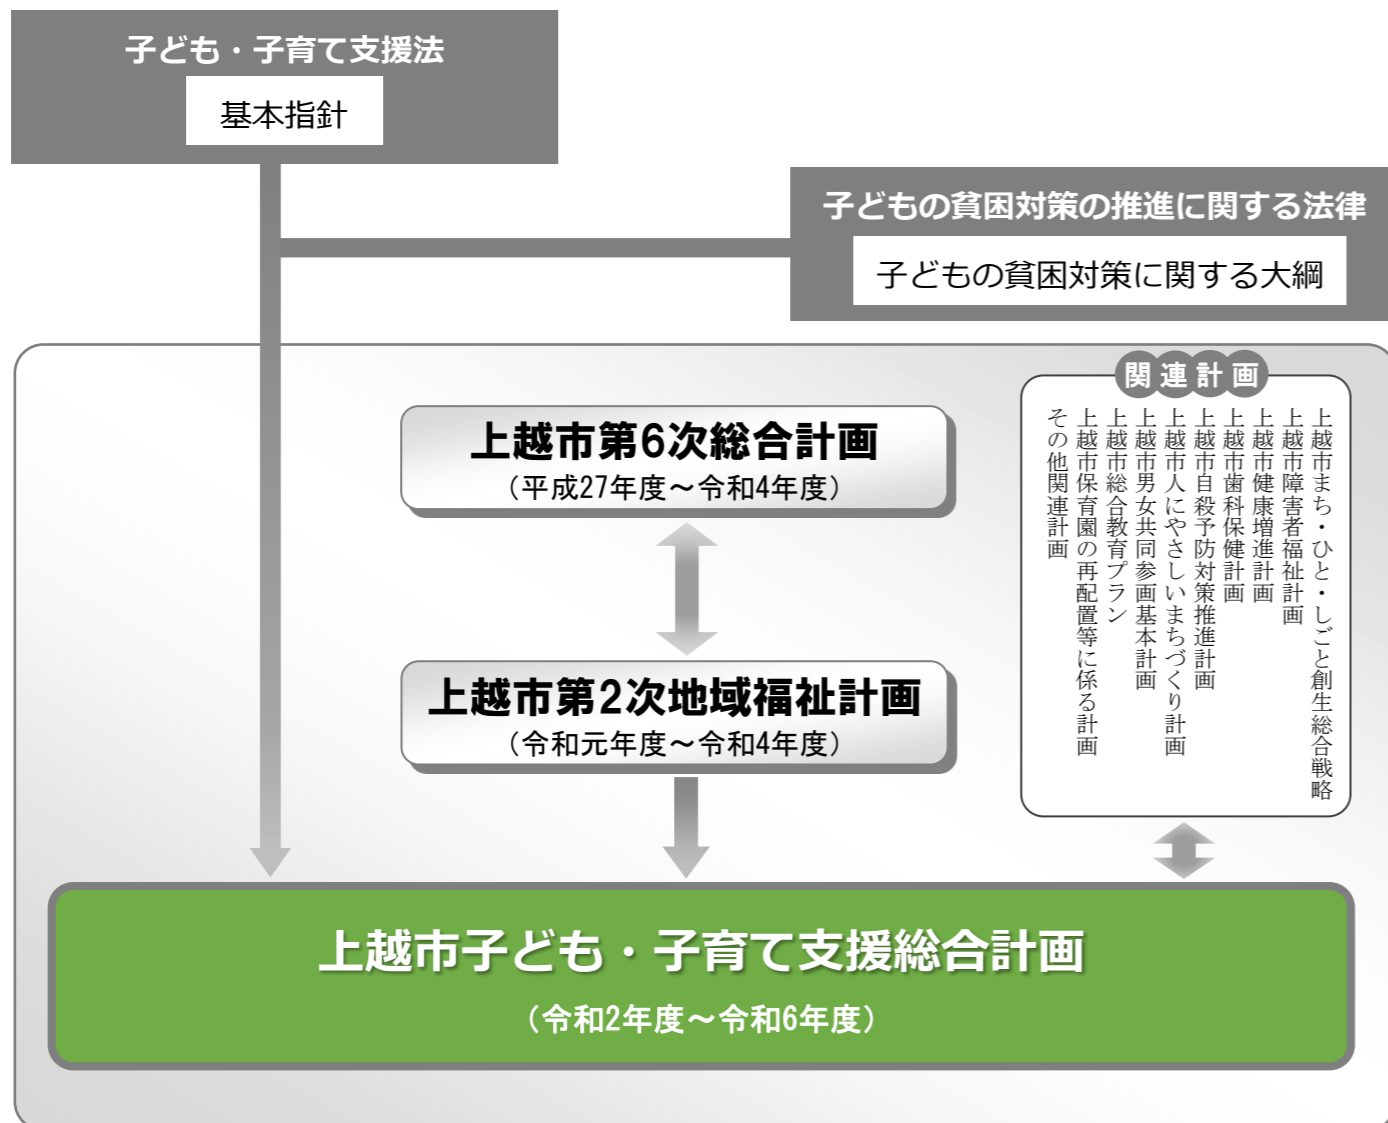 子ども・子育て支援法
基本指針
子どもの貧困対策の推進に関する法律
子どもの貧困対策に関する大綱
関連計画
上越市まち・ひと・しごと創生総合戦略
上越市障害者福祉計画
上越市健康増進計画
上越市歯科保健計画
上越市自殺予防対策推進計画
上越市人にやさしいまちづくり計画
上越市男女共同参画基本計画
上越市総合教育プラン
上越市保育園の再配置等に係る計画
その他関連計画
上越市第6次総合計画
（平成27年度～令和4年度）
上越市第2次地域福祉計画
（令和元年度～令和4年度）
上越市子ども・子育て支援総合計画
（令和2年度～令和6年度）